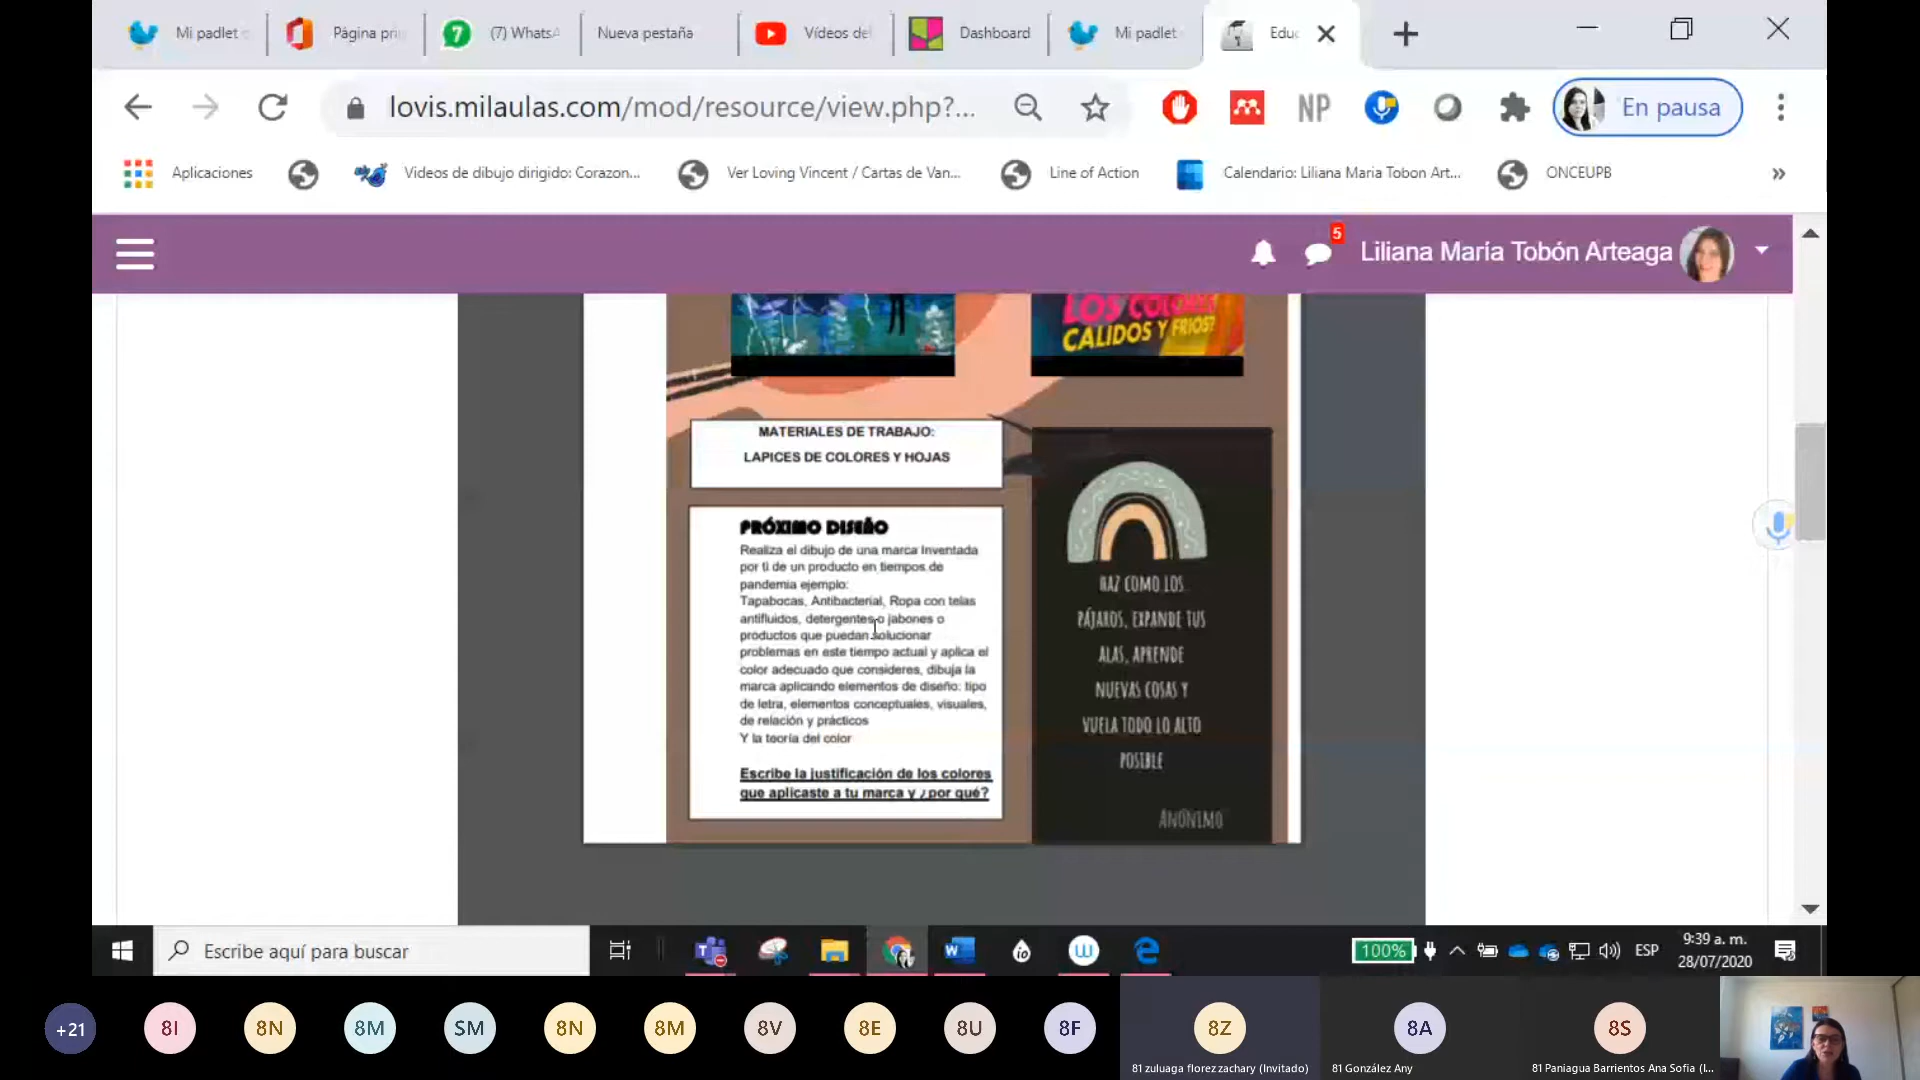 Mi padlet
Página pri
(7) WhatsA
Nueva pestaña
Vídeos de
Dashboard
Mi padlet
Educ
lovis.milaulas.com/mod/resource/view.php?...
NP
En pausa
Aplicaciones
Videos de dibujo dirigido: Corazon...
Ver Loving Vincent / Cartas de Van...
Line of Action
Calendario: Liliana Maria Tobon Art...
ONCEUPB
»
5
Liliana María Tobón Arteaga
LOS COLORES
CALIDOS Y FRIOS?
MATERIALES DE TRABAJO:
LAPICES DE COLORES Y HOJAS
PRÓXIMO DISEÑO
Realiza el dibujo de una marca Inventada
por ti de un producto en tiempos de
pandemia ejemplo:
Tapabocas, Antibacterial, Ropa con telas
antifluidos, detergentes o jabones o
productos que puedan solucionar
problemas en este tiempo actual y aplica el
color adecuado que consideres, dibuja la
marca aplicando elementos de diseño: tipo
de letra, elementos conceptuales, visuales,
de relación y prácticos
Y la teoría del color
Escribe la justificación de los colores
que aplicaste a tu marca y ¿por qué?
HAZ COMO LOS
PÁJAROS, EXPANDE TUS
ALAS, APRENDE
NUEVAS COSAS Y
VUELA TODO LO ALTO
POSIBLE
ANÓNIMO
Escribe aquí para buscar
100%
ESP
9:39 a. m.
28/07/2020
+21
8I
8N
8M
SM
8N
8M
8V
8E
8U
8F
8Z
8A
8S
81 zuluaga florez zachary (Invitado)
81 González Any
81 Paniagua Barrientos Ana Sofia (I...